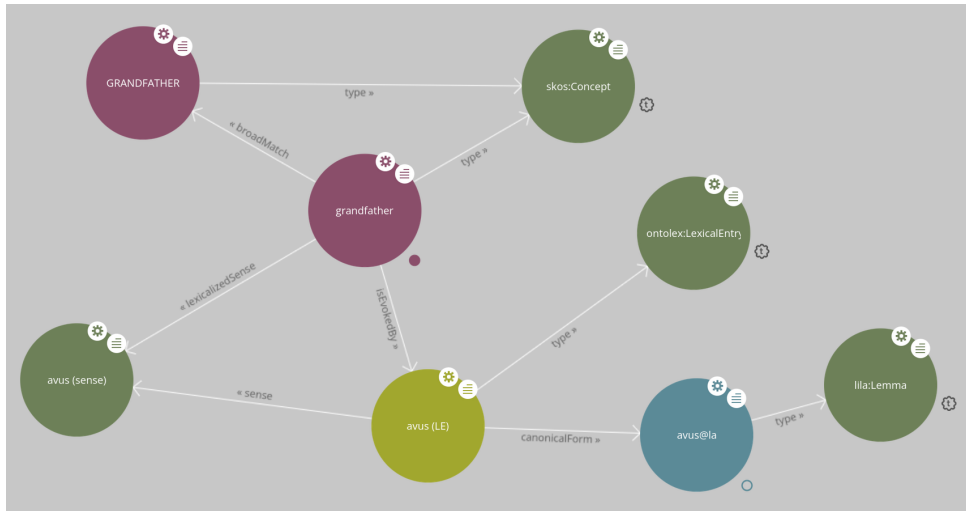 GRANDFATHER
type »
skos:Concept
« broadMatch
type »
grandfather
ontolex:LexicalEntry
« lexicalizedSense
isEvokedBy »
type »
avus (sense)
« sense
avus (LE)
canonicalForm »
avus@la
type »
lila:Lemma
t
t
t